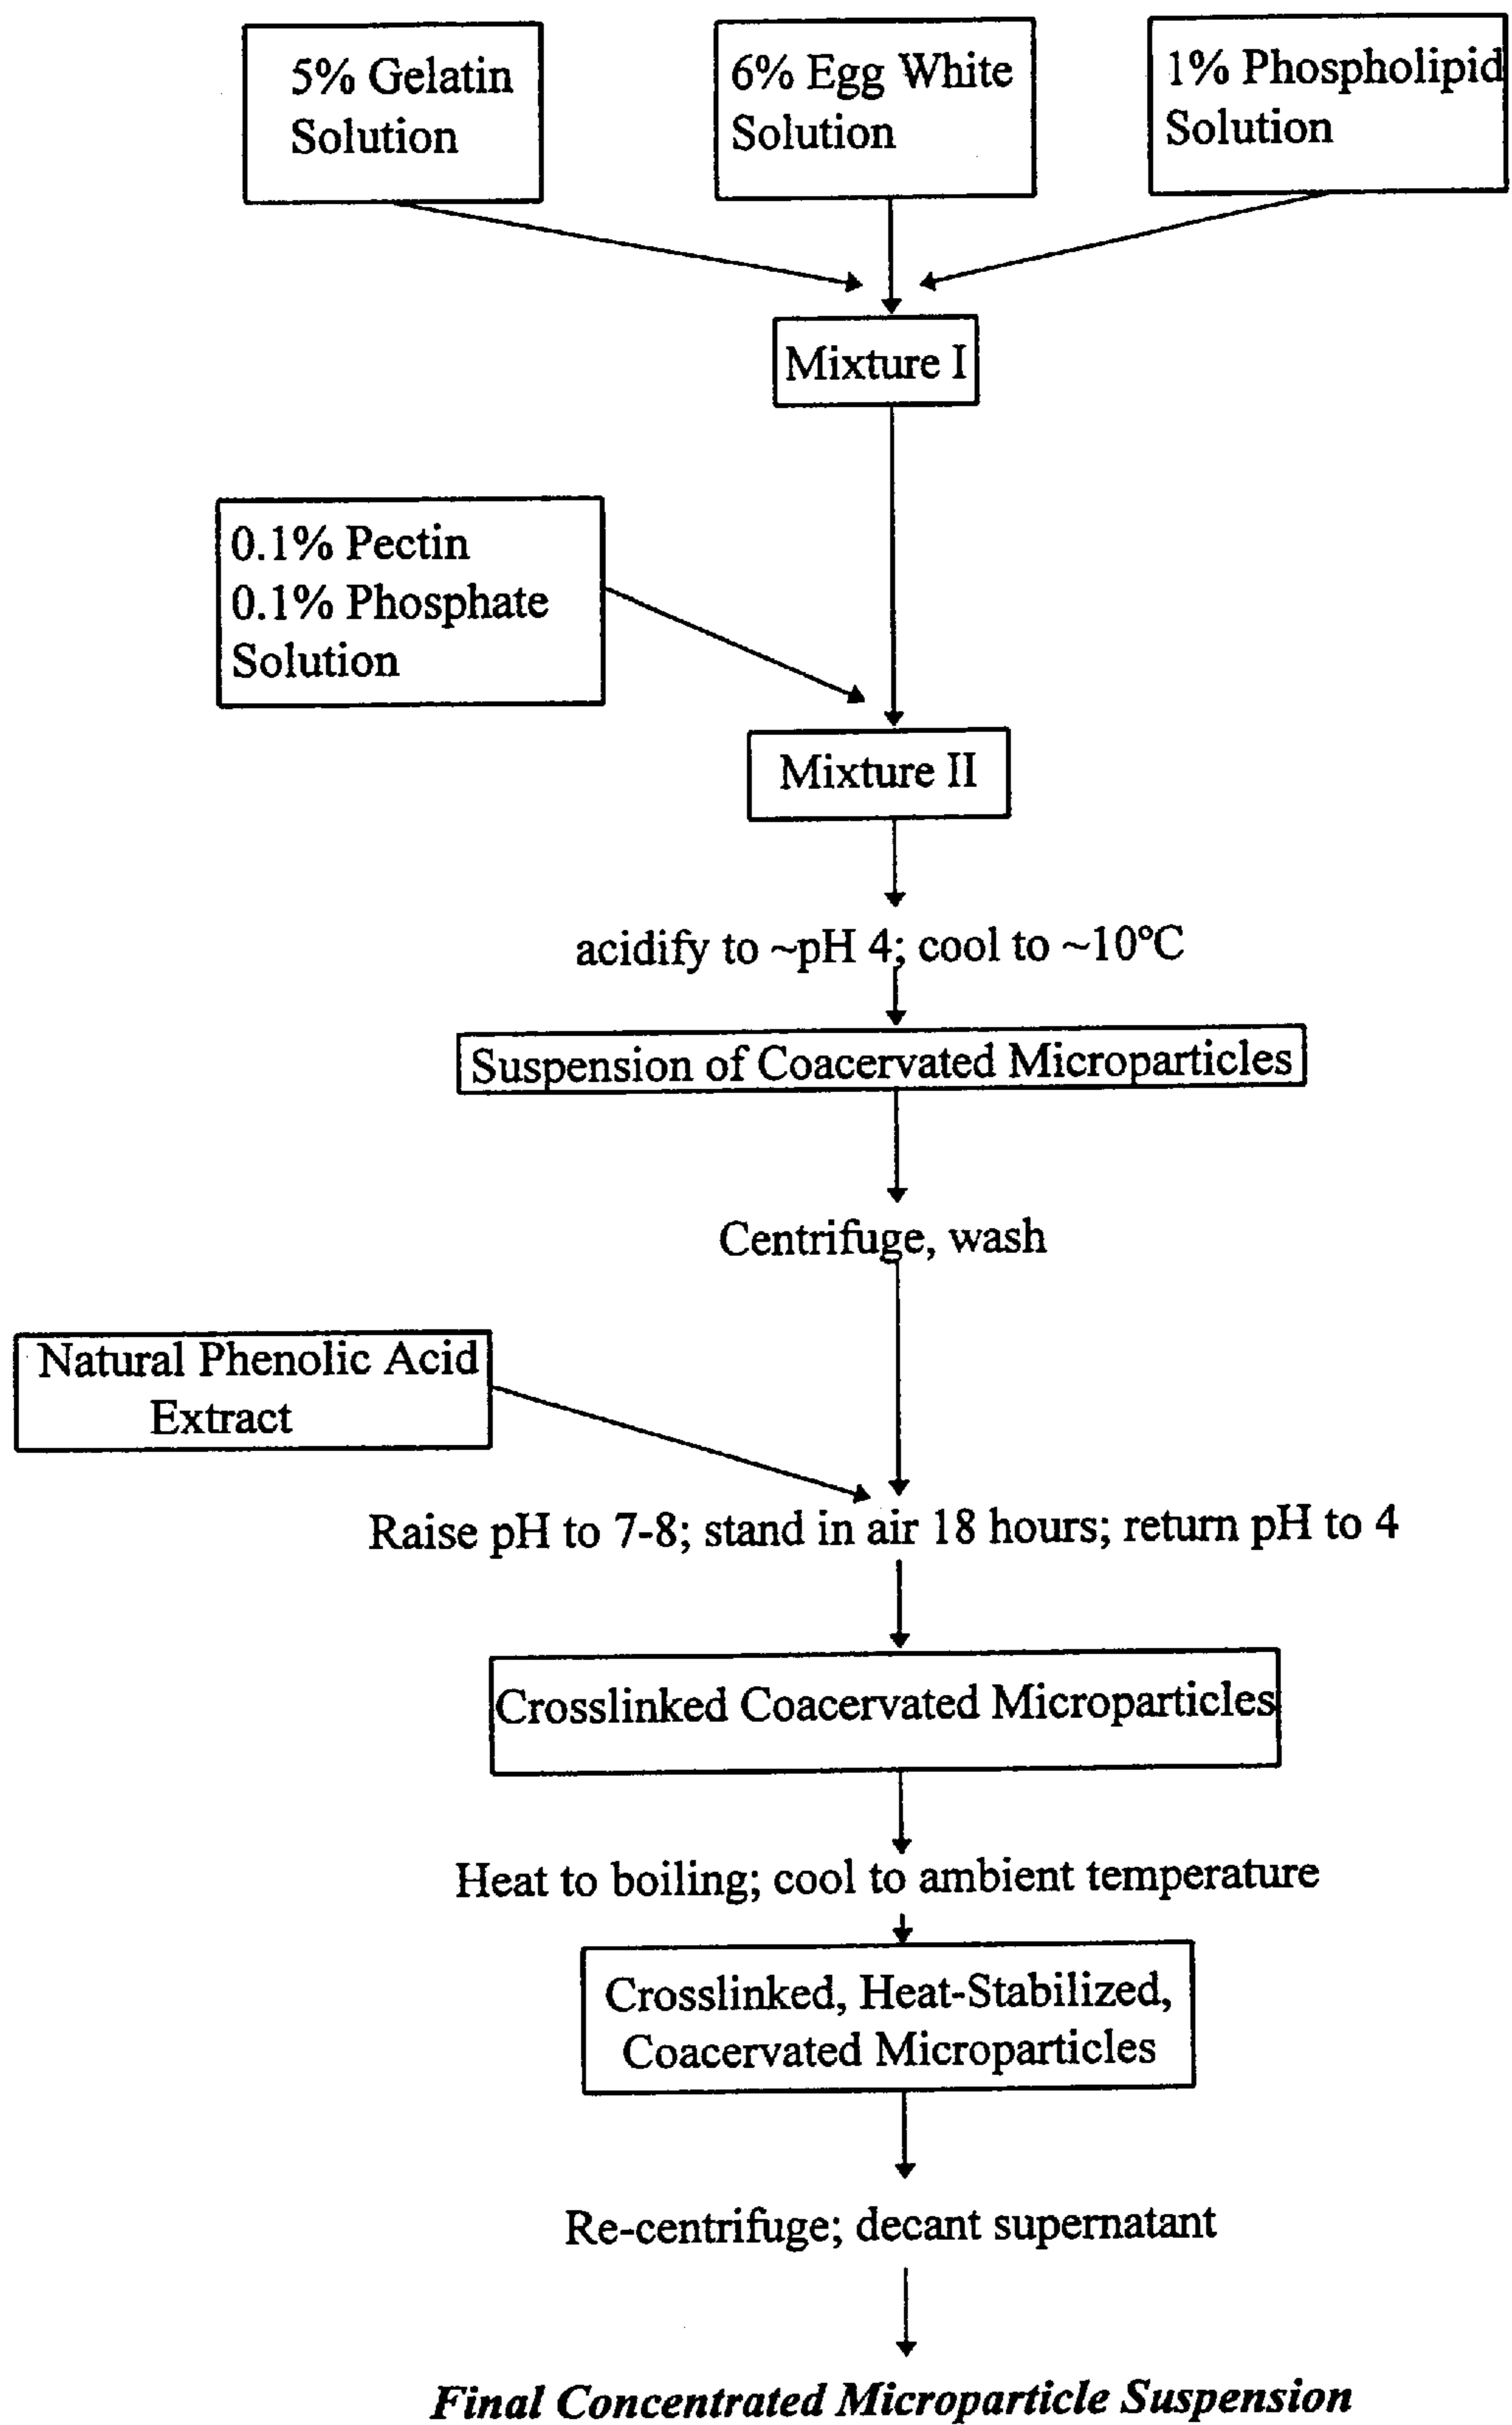 5% Gelatin
Solution
6% Egg White
Solution
1% Phospholipid
Solution
Mixture I
0.1% Pectin
0.1% Phosphate
Solution
Mixture II
acidify to ~pH 4; cool to ~10°C
Suspension of Coacervated Microparticles
Centrifuge, wash
Natural Phenolic Acid
Extract
Raise pH to 7-8; stand in air 18 hours; return pH to 4
Crosslinked Coacervated Microparticles
Heat to boiling; cool to ambient temperature
Crosslinked, Heat-Stabilized,
Coacervated Microparticles
Re-centrifuge; decant supernatant
Final Concentrated Microparticle Suspension